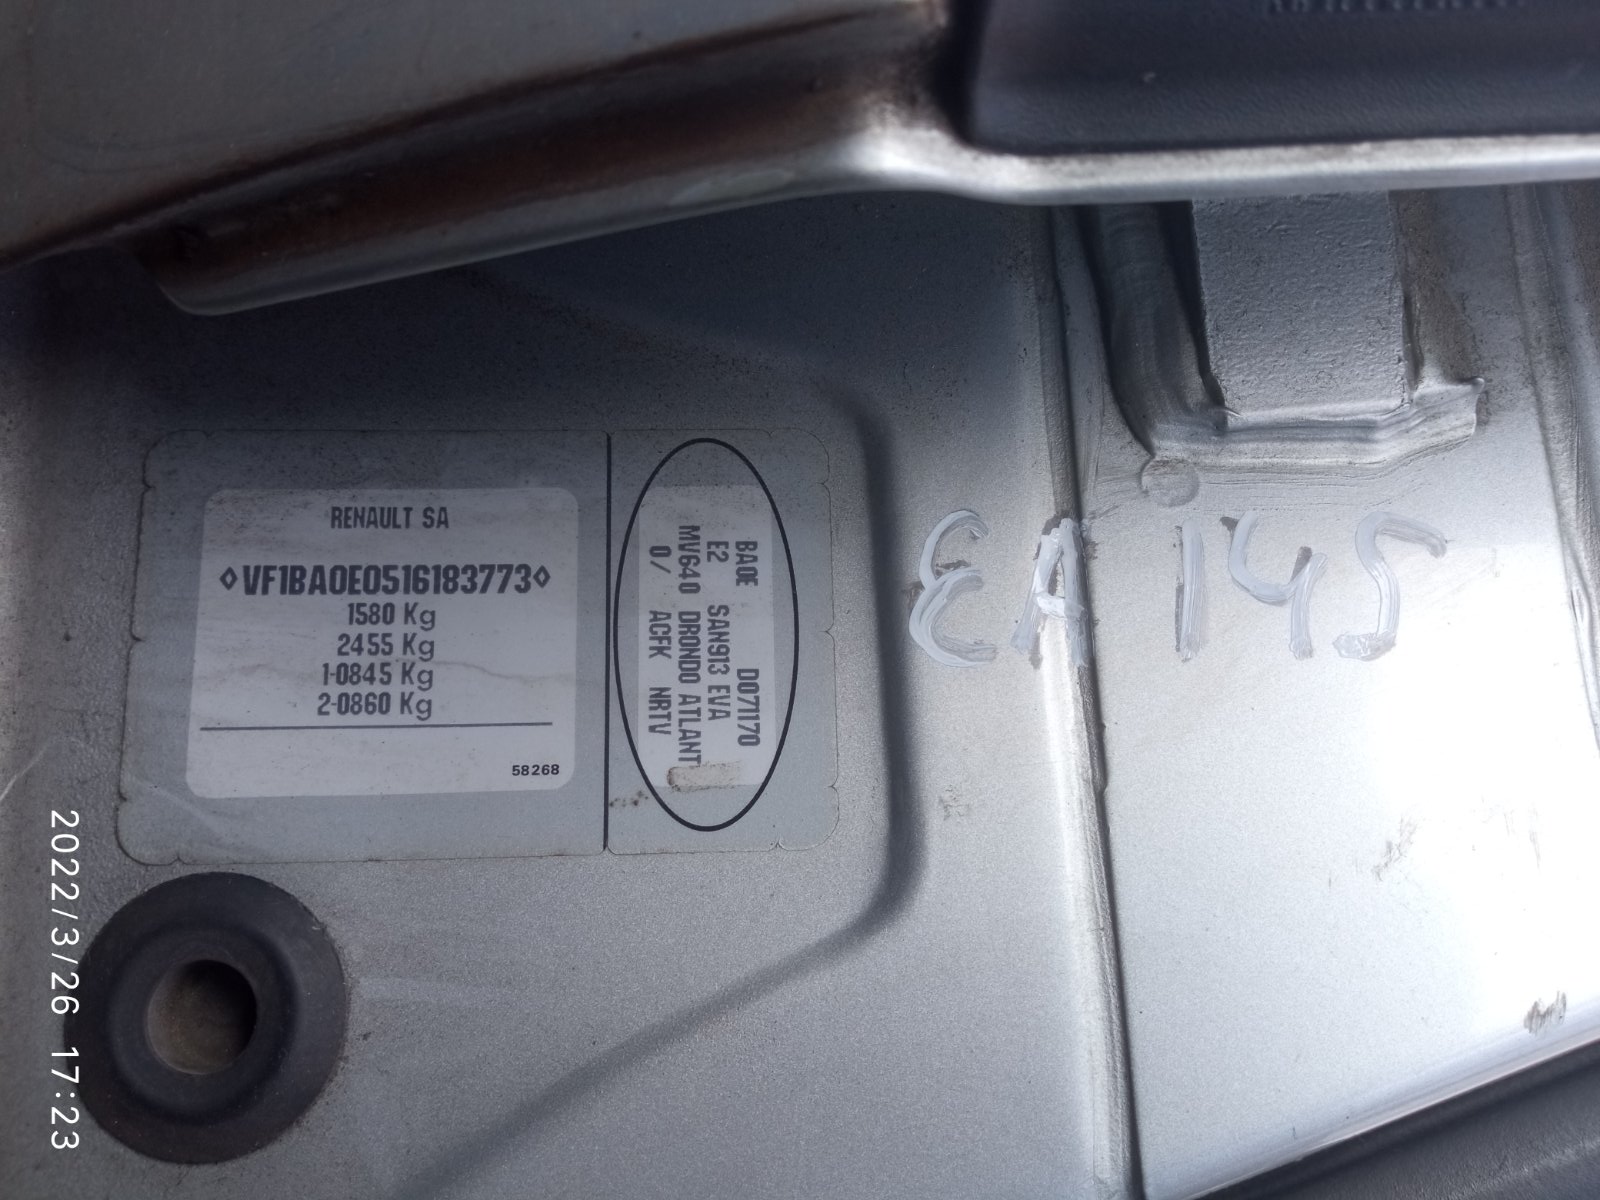 RENAULT SA
◊VF1BA0E0516183773◊
1580 Kg
2455 Kg
1-0845 Kg
2-0860 Kg
58268
BA0E D071170
E2 SAN913 EVA
MV640 DRONDO ATLANT
0/ ACFK NRTV
EA 145
2022/3/26 17:23